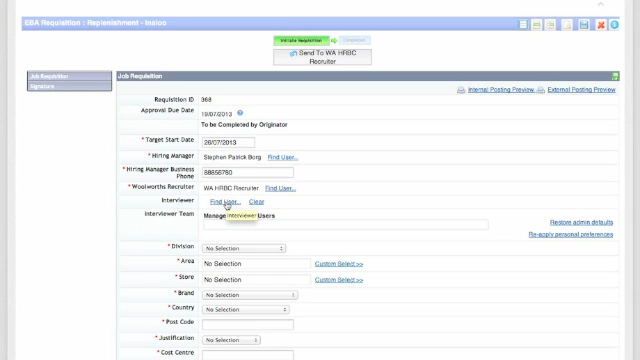 EBA Requisition : Replenishment - Instore
Initiate Requisition
Completed
Send To WA HRBC
Recruiter
Job Requisition
Signature
Job Requisition
Internal Posting Preview
External Posting Preview
Requisition ID 368
Approval Due Date 19/07/2013
To be Completed by Originator
* Target Start Date 26/07/2013
* Hiring Manager Stephen Patrick Borg Find User...
* Hiring Manager Business
Phone 88856760
* Woolworths Recruiter WA HRBC Recruiter Find User...
Interviewer Find User... Clear
Interviewer Team Manage Users
Interviewer
Restore admin defaults
Re-apply personal preferences
* Division No Selection
* Area No Selection Custom Select >>
* Store No Selection Custom Select >>
* Brand No Selection
* Country No Selection
* Post Code
* Justification No Selection
* Cost Centre